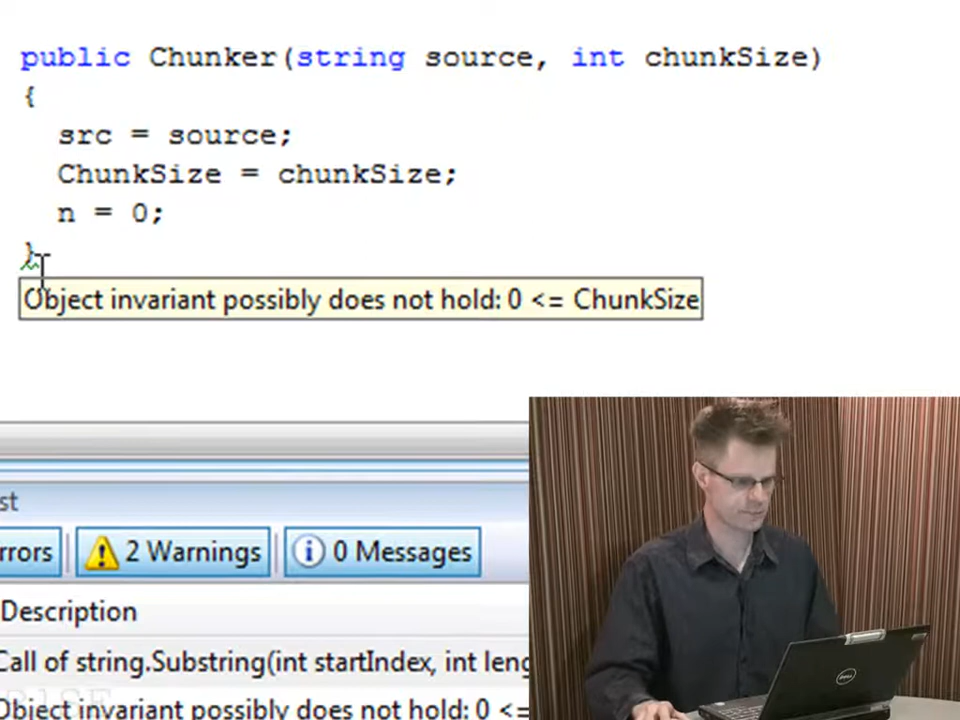 public Chunker(string source, int chunkSize)
{
src = source;
ChunkSize = chunkSize;
n = 0;
}
Object invariant possibly does not hold: 0 <= ChunkSize
st
rrors
2 Warnings
0 Messages
Description
Call of string.Substring(int startIndex, int leng
Object invariant possibly does not hold: 0 <=
DELL